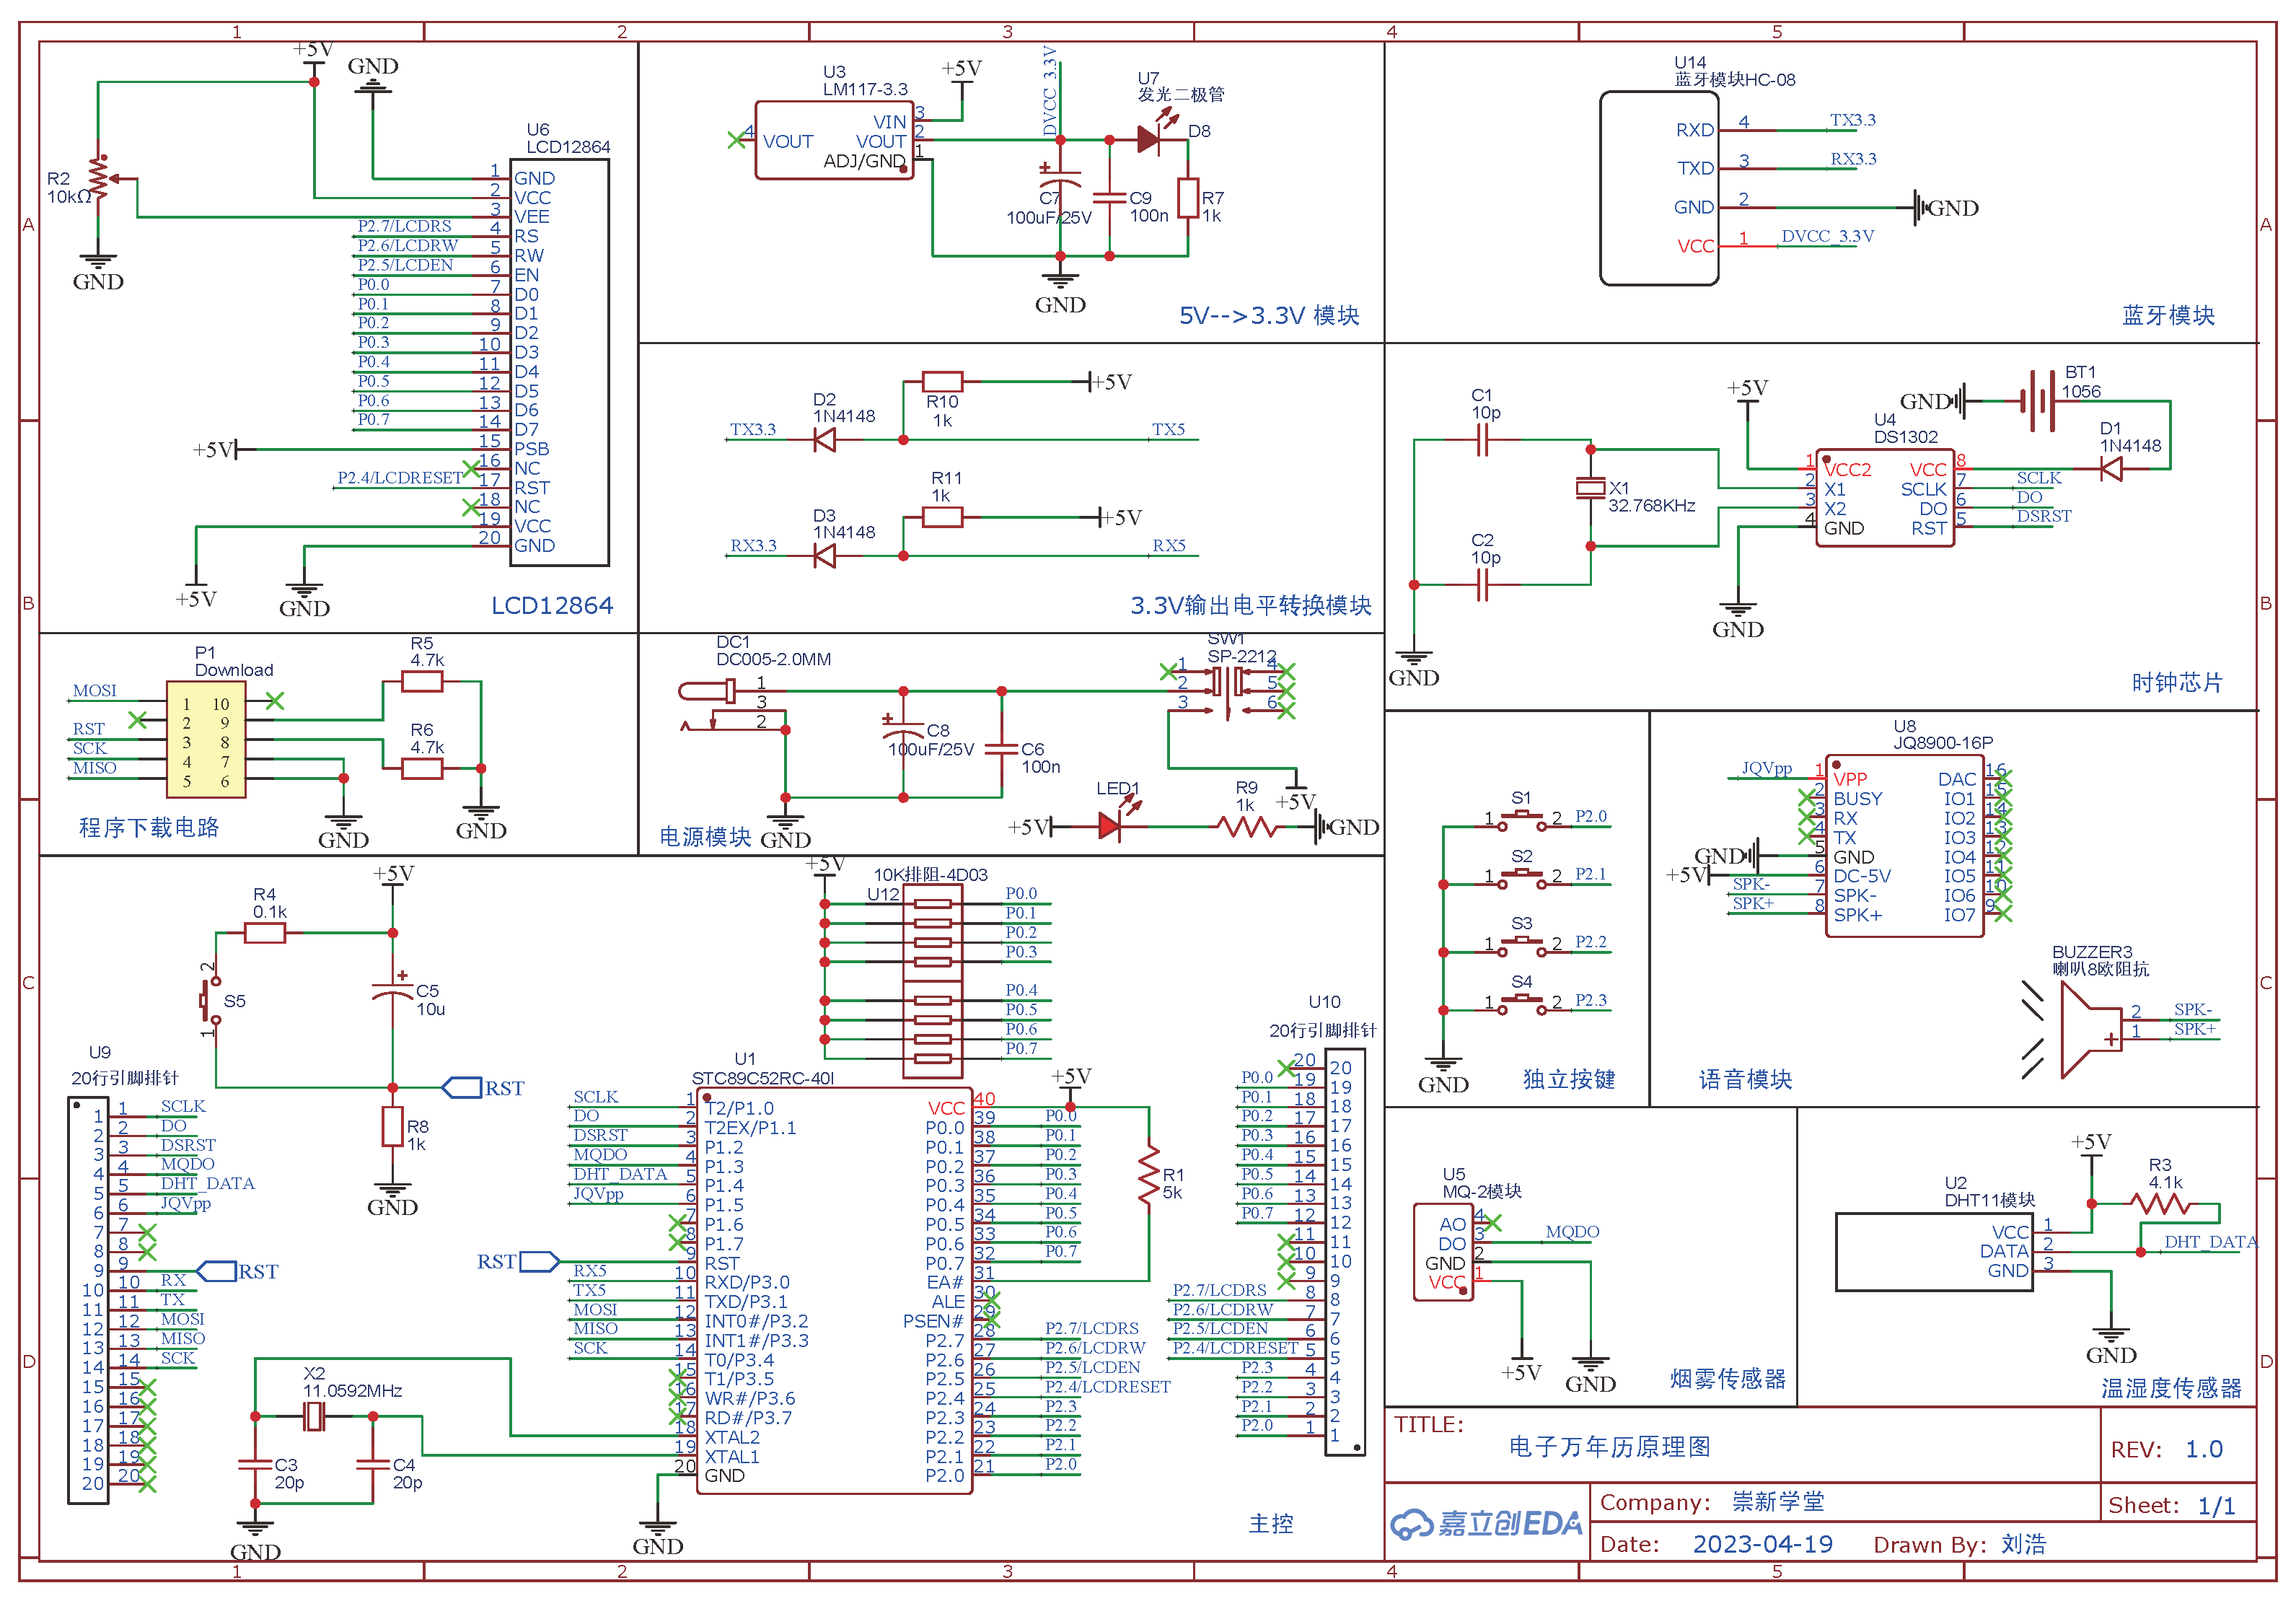 1 2 3 4 5
A
B
C
D
+5V
GND
R2
10kΩ
GND
U6
LCD12864
1 GND
2 VCC
3 VEE
P2.7/LCDRS 4 RS
P2.6/LCDRW 5 RW
P2.5/LCDEN 6 EN
P0.0 7 D0
P0.1 8 D1
P0.2 9 D2
P0.3 10 D3
P0.4 11 D4
P0.5 12 D5
P0.6 13 D6
P0.7 14 D7
+5V 15 PSB
16 NC
P2.4/LCDRESET 17 RST
18 NC
19 VCC
20 GND
+5V
GND
LCD12864
U3
LM117-3.3
4 VOUT
VIN 3
VOUT 2
ADJ/GND 1
+5V
DVCC_3.3V
U7
发光二极管
D8
C7
100uF/25V
C9
100n
R7
1k
GND
5V-->3.3V 模块
U14
蓝牙模块HC-08
RXD 4 TX3.3
TXD 3 RX3.3
GND 2 GND
VCC 1 DVCC_3.3V
蓝牙模块
R10
1k
+5V
D2
1N4148
TX3.3
TX5
R11
1k
+5V
D3
1N4148
RX3.3
RX5
3.3V输出电平转换模块
C1
10p
C2
10p
X1
32.768KHz
GND
+5V
U4
DS1302
1 VCC2
2 X1
3 X2
4 GND
VCC 8
SCLK 7 SCLK
DO 6 DO
RST 5 DSRST
GND
GND
BT1
1056
D1
1N4148
时钟芯片
P1
Download
MOSI 1 10
2 9
RST 3 8
SCK 4 7
MISO 5 6
R5
4.7k
R6
4.7k
GND
GND
程序下载电路
DC1
DC005-2.0MM
1
3
2
C8
100uF/25V
C6
100n
SW1
SP-2212
1 4
2 5
3 6
+5V
GND
LED1
R9
1k
+5V
GND
电源模块
S1
1 2 P2.0
S2
1 2 P2.1
S3
1 2 P2.2
S4
1 2 P2.3
GND
独立按键
U8
JQ8900-16P
JQVpp 1 VPP
2 BUSY
3 RX
4 TX
GND 5 GND
+5V 6 DC-5V
SPK- 7 SPK-
SPK+ 8 SPK+
DAC 16
IO1 15
IO2 14
IO3 13
IO4 12
IO5 11
IO6 10
IO7 9
BUZZER3
喇叭8欧阻抗
2 SPK-
1 SPK+
语音模块
+5V
R4
0.1k
S5
2
1
C5
10u
RST
R8
1k
GND
+5V
10K排阻-4D03
U12
P0.0
P0.1
P0.2
P0.3
P0.4
P0.5
P0.6
P0.7
U9
20行引脚排针
1 1 SCLK
2 2 DO
3 3 DSRST
4 4 MQDO
5 5 DHT_DATA
6 6 JQVpp
7 7
8 8
9 9 RST
10 10 RX
11 11 TX
12 12 MOSI
13 13 MISO
14 14 SCK
15 15
16 16
17 17
18 18
19 19
20 20
X2
11.0592MHz
C3
20p
C4
20p
GND
U1
STC89C52RC-40I
SCLK 1 T2/P1.0
DO 2 T2EX/P1.1
DSRST 3 P1.2
MQDO 4 P1.3
DHT_DATA 5 P1.4
JQVpp 6 P1.5
7 P1.6
8 P1.7
RST 9 RST
RX5 10 RXD/P3.0
TX5 11 TXD/P3.1
MOSI 12 INT0#/P3.2
MISO 13 INT1#/P3.3
SCK 14 T0/P3.4
15 T1/P3.5
16 WR#/P3.6
17 RD#/P3.7
18 XTAL2
19 XTAL1
20 GND
GND
+5V
VCC 40
P0.0 39 P0.0
P0.1 38 P0.1
P0.2 37 P0.2
P0.3 36 P0.3
P0.4 35 P0.4
P0.5 34 P0.5
P0.6 33 P0.6
P0.7 32 P0.7
EA# 31
ALE 30
PSEN# 29
P2.7 28 P2.7/LCDRS
P2.6 27 P2.6/LCDRW
P2.5 26 P2.5/LCDEN
P2.4 25 P2.4/LCDRESET
P2.3 24 P2.3
P2.2 23 P2.2
P2.1 22 P2.1
P2.0 21 P2.0
R1
5k
U10
20行引脚排针
20 20
P0.0 19 19
P0.1 18 18
P0.2 17 17
P0.3 16 16
P0.4 15 15
P0.5 14 14
P0.6 13 13
P0.7 12 12
11 11
10 10
9 9
P2.7/LCDRS 8 8
P2.6/LCDRW 7 7
P2.5/LCDEN 6 6
P2.4/LCDRESET 5 5
P2.3 4 4
P2.2 3 3
P2.1 2 2
P2.0 1 1
主控
U5
MQ-2模块
AO 4
DO 3 MQDO
GND 2
VCC 1
+5V
GND
烟雾传感器
+5V
R3
4.1k
U2
DHT11模块
VCC 1
DATA 2 DHT_DATA
GND 3
GND
温湿度传感器
TITLE:
电子万年历原理图
REV: 1.0
嘉立创EDA
Company: 崇新学堂
Sheet: 1/1
Date: 2023-04-19 Drawn By: 刘浩
A
B
C
D
1 2 3 4 5